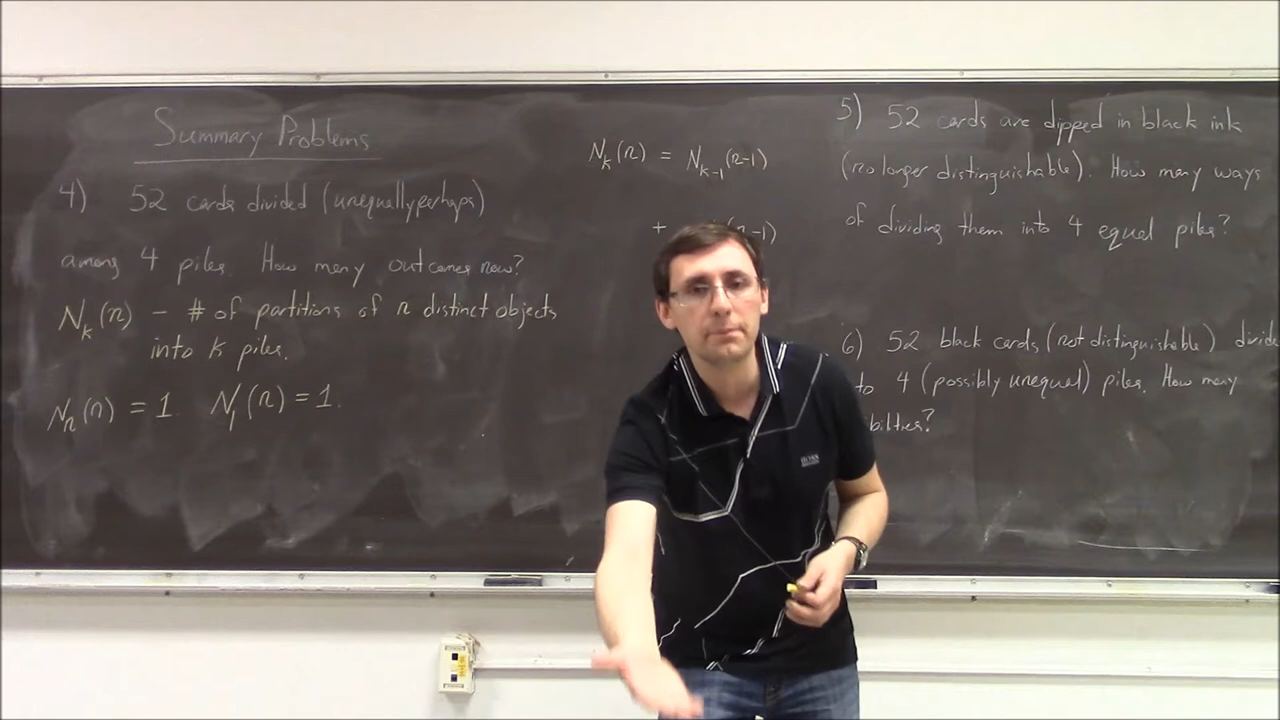 Summary Problems
4) 52 cards divided (unequally perhaps)
among 4 piles. How many outcomes now?
N_k(n) - # of partitions of n distinct objects
into k piles.
N_n(n) = 1. N_1(n) = 1.
N_k(n) = N_{k-1}(n-1)
+ (n-1)
5) 52 cards are dipped in black ink
(no longer distinguishable). How many ways
of dividing them into 4 equal piles?
6) 52 black cards (not distinguishable) divide
to 4 (possibly unequal) piles. How many
bilities?
BOSS